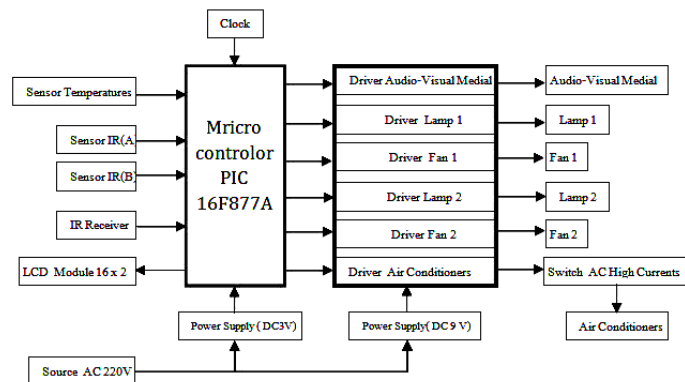 Clock
Sensor Temperatures
Sensor IR(A
Sensor IR(B)
IR Receiver
LCD Module 16 x 2
Mricro
controlor
PIC
16F877A
Driver Audio-Visual Medial
Driver Lamp 1
Driver Fan 1
Driver Lamp 2
Driver Fan 2
Driver Air Conditioners
Audio-Visual Medial
Lamp 1
Fan 1
Lamp 2
Fan 2
Switch AC High Currents
Air Conditioners
Power Supply ( DC3V)
Power Supply( DC 9 V)
Source AC 220V